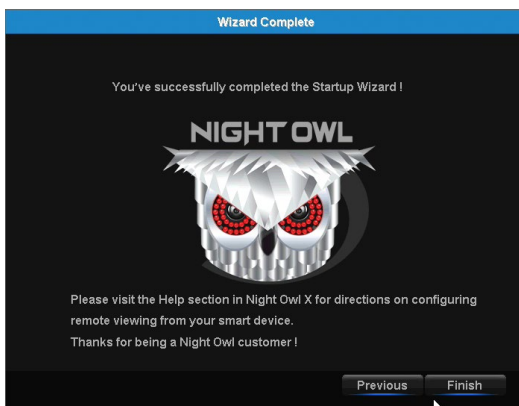 Wizard Complete
You've successfully completed the Startup Wizard !
NIGHT OWL
Please visit the Help section in Night Owl X for directions on configuring
remote viewing from your smart device.
Thanks for being a Night Owl customer !
Previous Finish